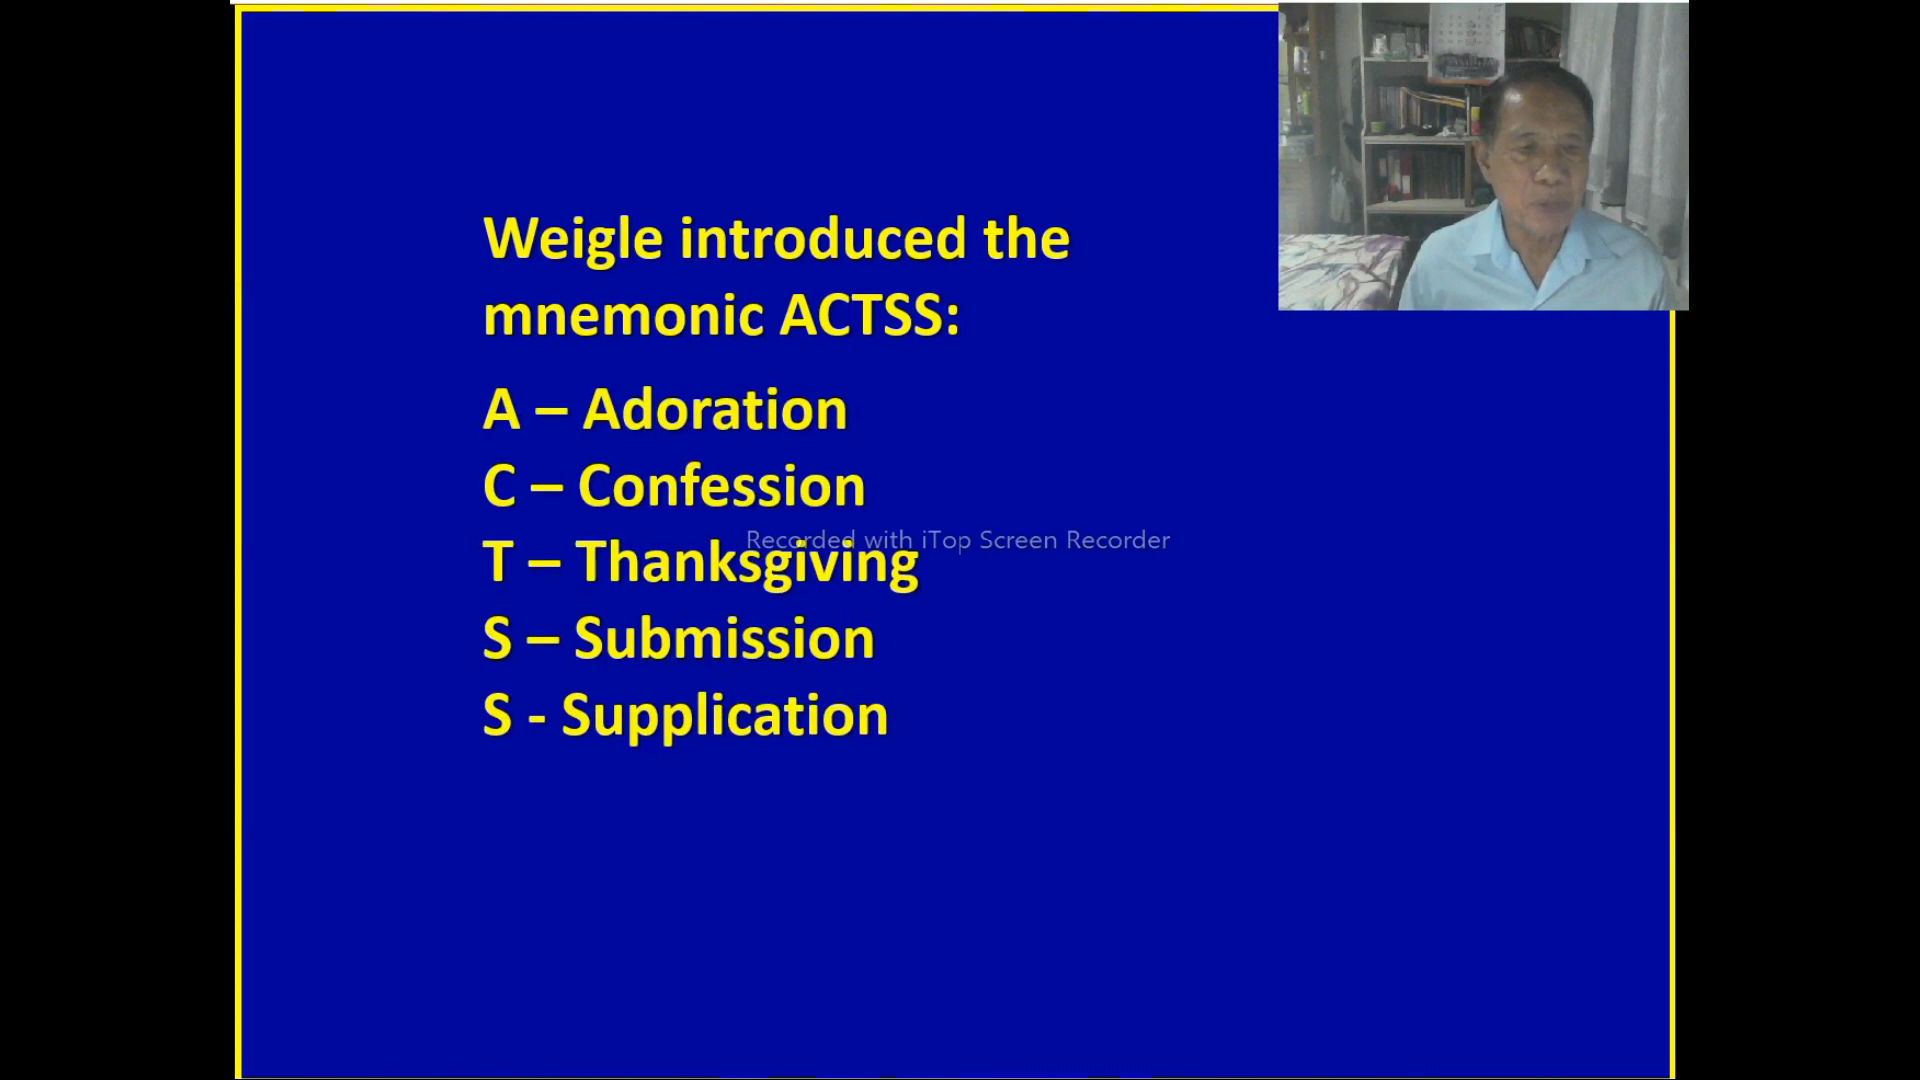 Weigle introduced the
mnemonic ACTSS:
A – Adoration
C – Confession
Recorded with iTop Screen Recorder
T – Thanksgiving
S – Submission
S - Supplication